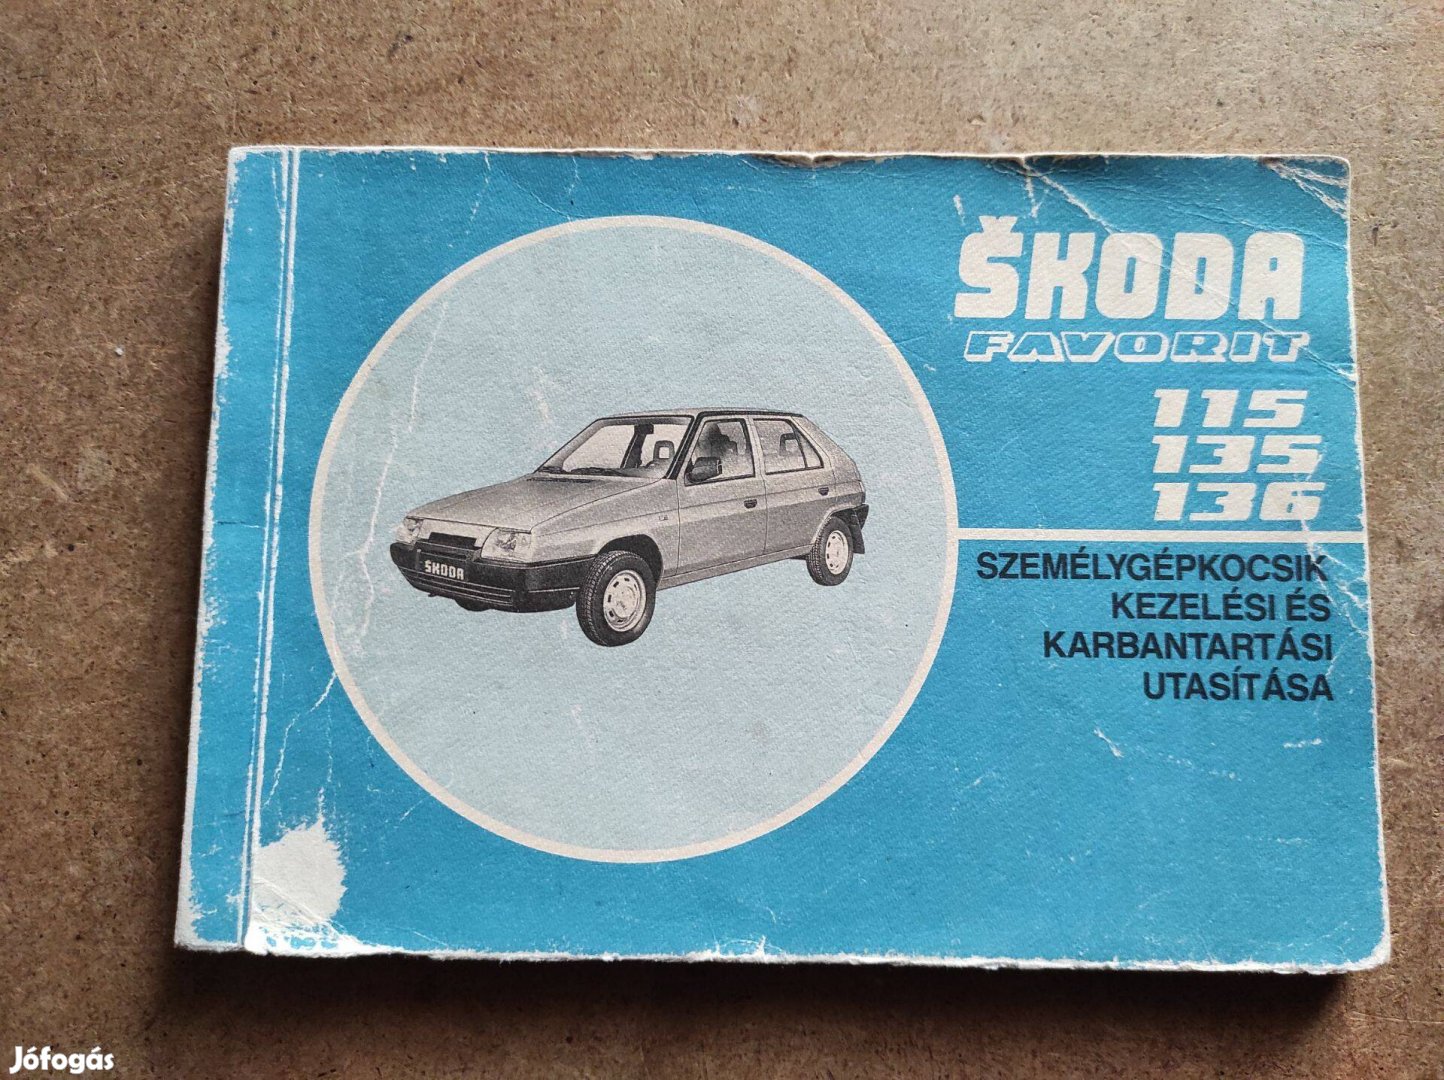 ŠKODA
FAVORIT
115
135
136
SZEMÉLYGÉPKOCSIK
KEZELÉSI ÉS
KARBANTARTÁSI
UTASÍTÁSA
ŠKODA
Jófogás